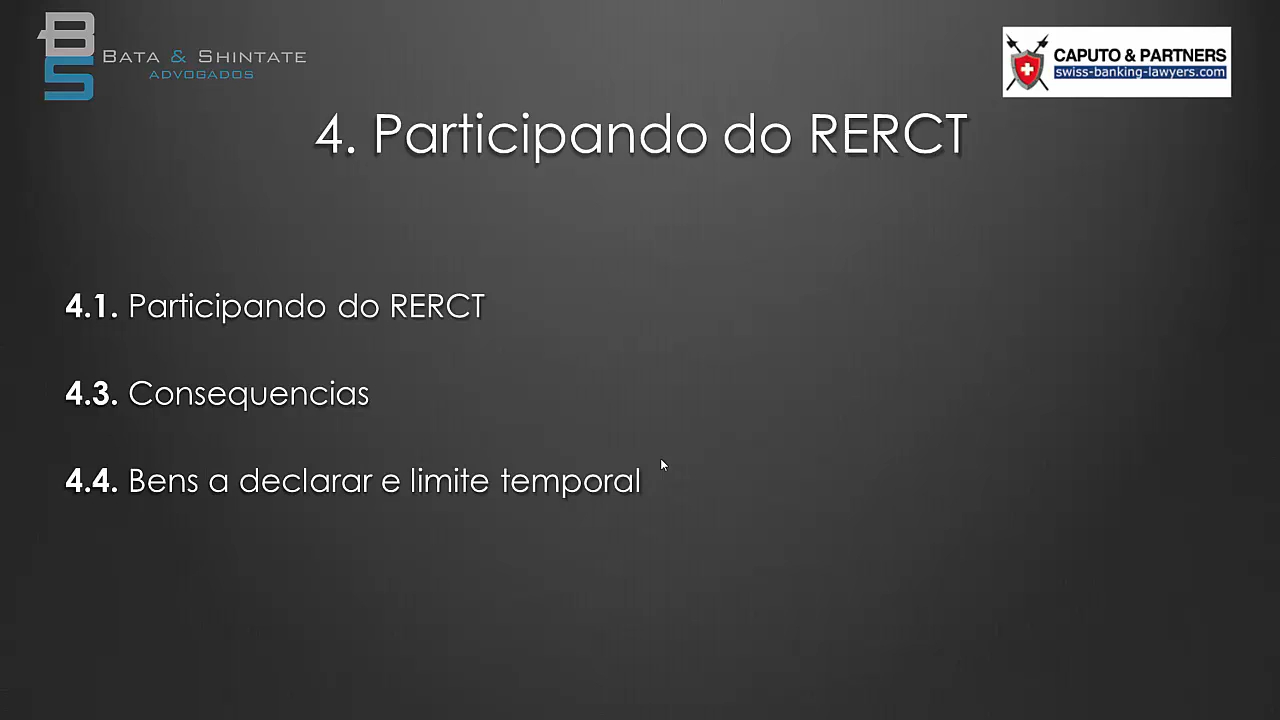 BS
BATA & SHINTATE
ADVOGADOS
CAPUTO & PARTNERS
swiss-banking-lawyers.com
4. Participando do RERCT
4.1. Participando do RERCT
4.3. Consequencias
4.4. Bens a declarar e limite temporal